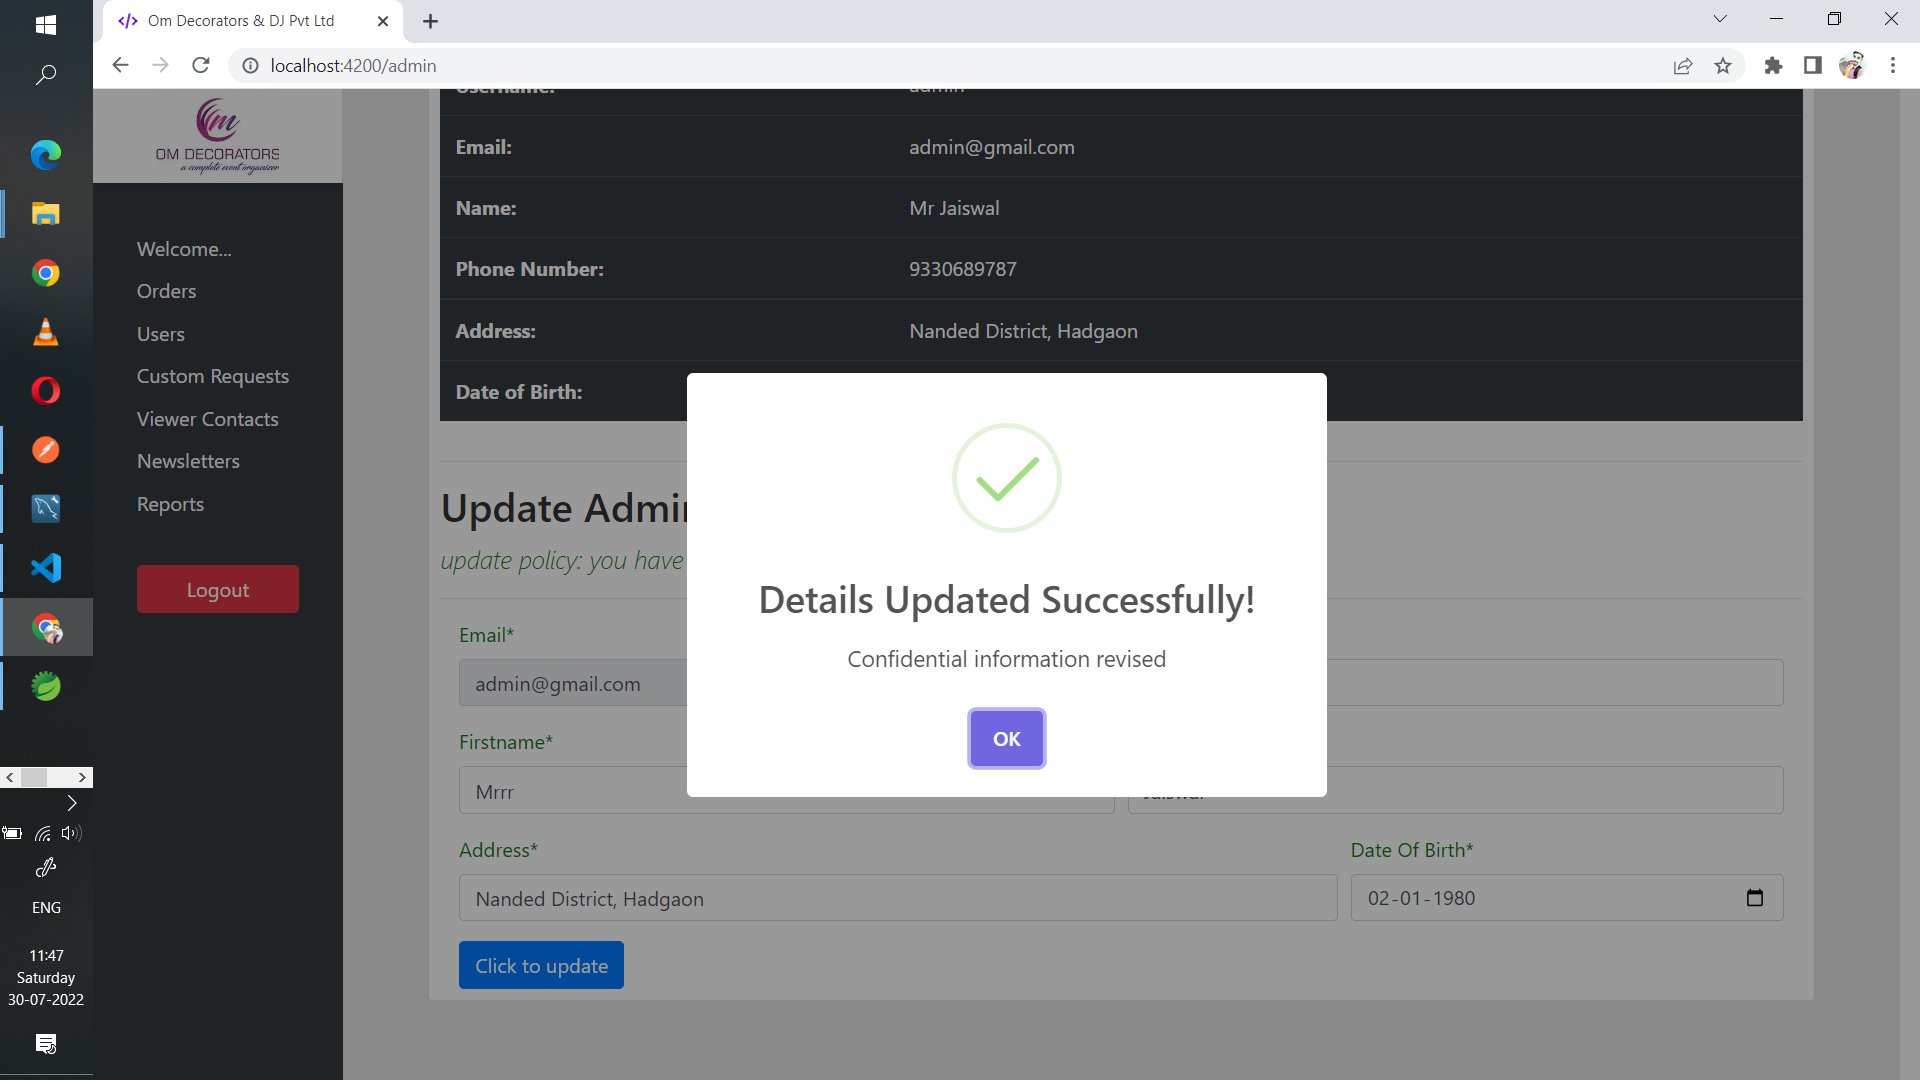 Om Decorators & DJ Pvt Ltd
localhost:4200/admin
m
OM DECORATORS
a complete event organizer
Welcome...
Orders
Users
Custom Requests
Viewer Contacts
Newsletters
Reports
Logout
Username: admin
Email: admin@gmail.com
Name: Mr Jaiswal
Phone Number: 9330689787
Address: Nanded District, Hadgaon
Date of Birth:
Update Admi
update policy: you have
Details Updated Successfully!
Confidential information revised
OK
Email*
admin@gmail.com
Firstname*
Mrrr
Jaiswal
Address* Date Of Birth*
Nanded District, Hadgaon 02-01-1980
Click to update
ENG
11:47
Saturday
30-07-2022